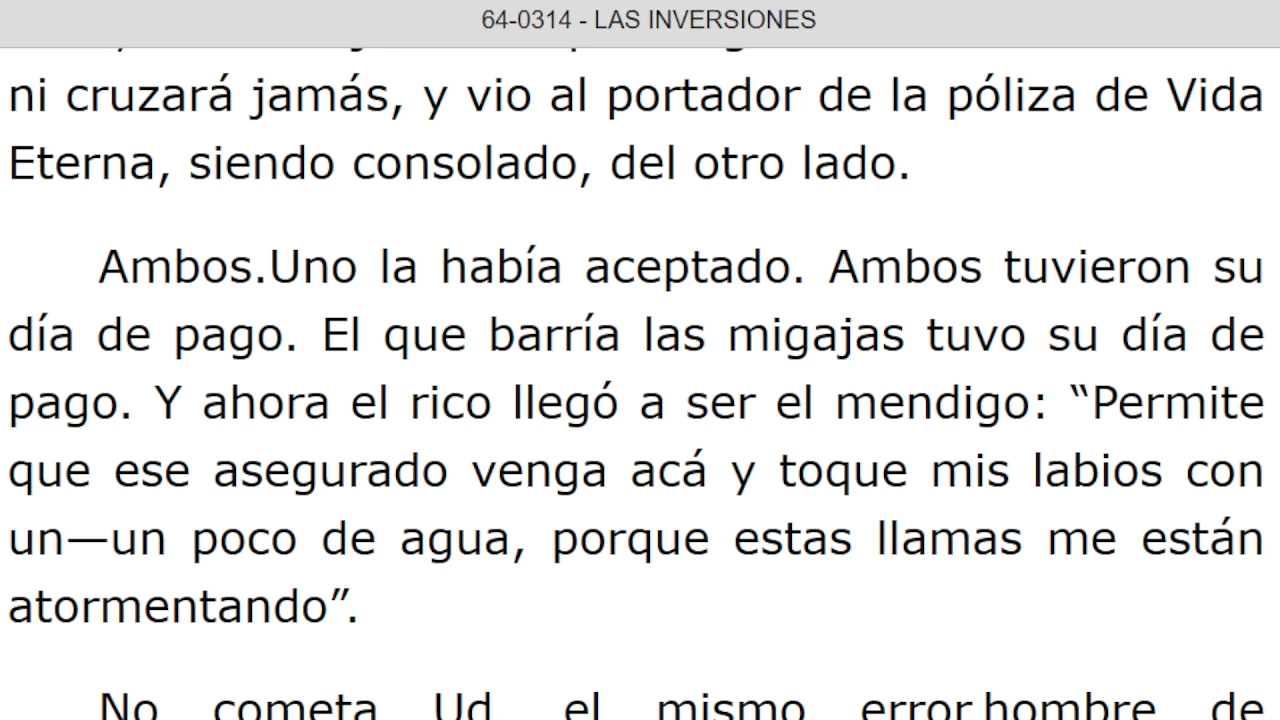 64-0314 - LAS INVERSIONES
ni cruzará jamás, y vio al portador de la póliza de Vida
Eterna, siendo consolado, del otro lado.
Ambos.Uno la había aceptado. Ambos tuvieron su
día de pago. El que barría las migajas tuvo su día de
pago. Y ahora el rico llegó a ser el mendigo: “Permite
que ese asegurado venga acá y toque mis labios con
un—un poco de agua, porque estas llamas me están
atormentando”.
No cometa Ud. el mismo error,hombre de